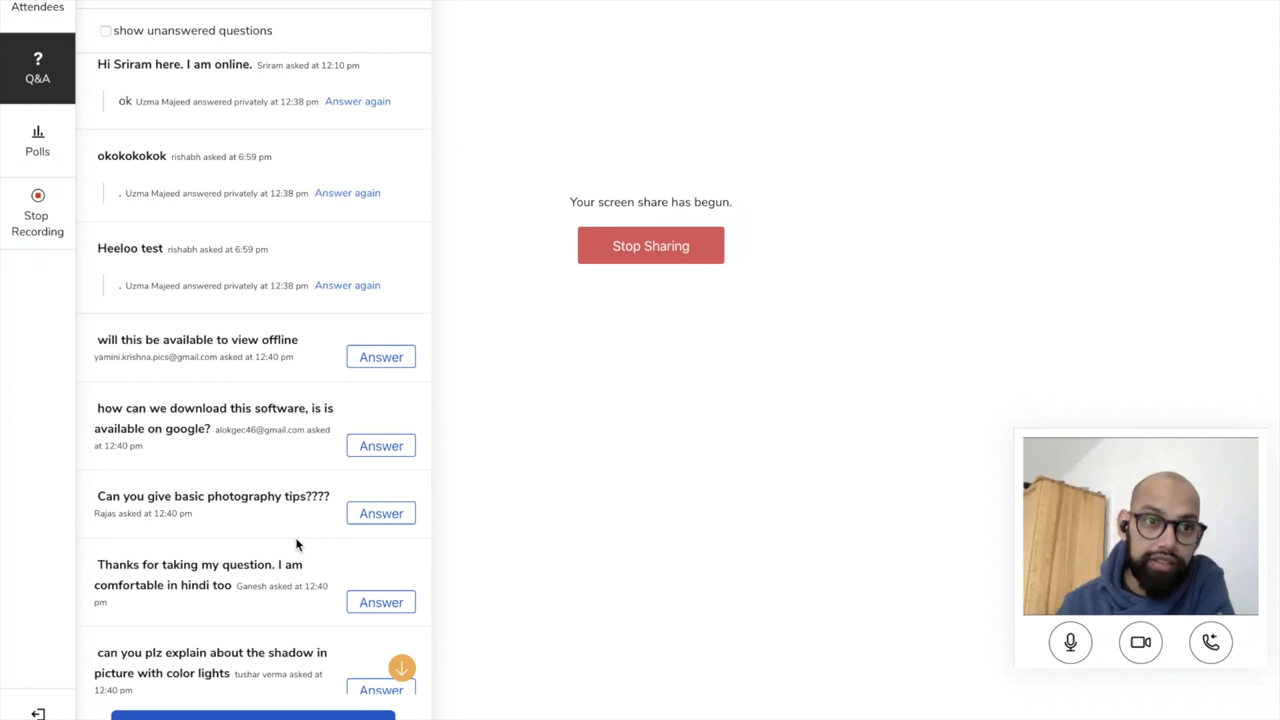 Attendees
?
Q&A
Polls
Stop
Recording
show unanswered questions
Hi Sriram here. I am online. Sriram asked at 12:10 pm
ok Uzma Majeed answered privately at 12:38 pm Answer again
okokokokok rishabh asked at 6:59 pm
. Uzma Majeed answered privately at 12:38 pm Answer again
Heeloo test rishabh asked at 6:59 pm
. Uzma Majeed answered privately at 12:38 pm Answer again
will this be available to view offline
yamini.krishna.pics@gmail.com asked at 12:40 pm
Answer
how can we download this software, is is
available on google? alokgec46@gmail.com asked
at 12:40 pm
Answer
Can you give basic photography tips????
Rajas asked at 12:40 pm
Answer
Thanks for taking my question. I am
comfortable in hindi too Ganesh asked at 12:40
pm
Answer
can you plz explain about the shadow in
picture with color lights tushar verma asked at
12:40 pm
Answer
Your screen share has begun.
Stop Sharing